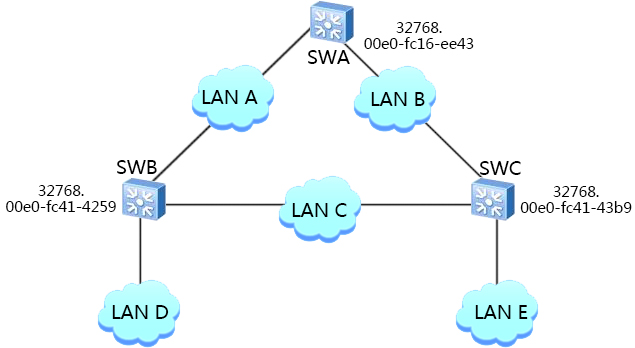 32768.
00e0-fc16-ee43
SWA
LAN A
LAN B
SWB
SWC
32768.
00e0-fc41-4259
32768.
00e0-fc41-43b9
LAN C
LAN D
LAN E